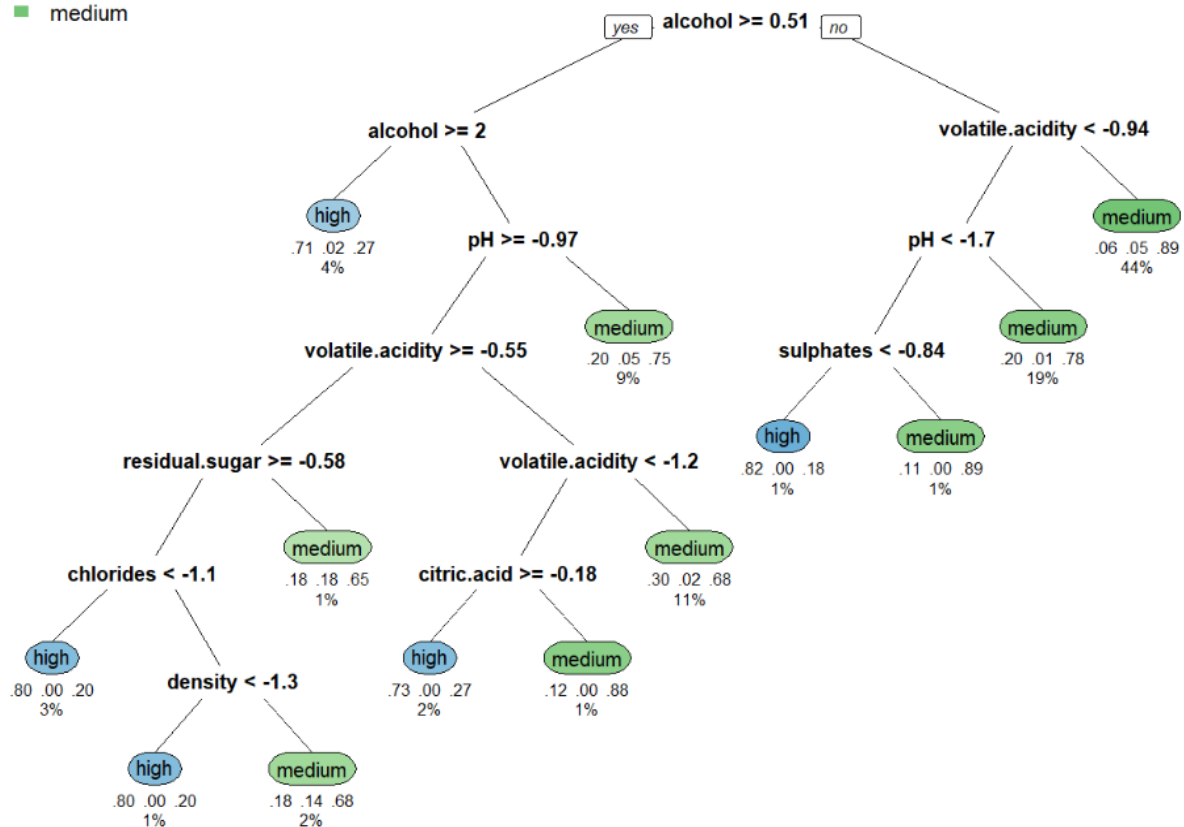 medium
yes alcohol >= 0.51 no
alcohol >= 2
volatile.acidity < -0.94
high
.71 .02 .27
4%
pH >= -0.97
pH < -1.7
medium
.06 .05 .89
44%
volatile.acidity >= -0.55
medium
.20 .05 .75
9%
sulphates < -0.84
medium
.20 .01 .78
19%
residual.sugar >= -0.58
volatile.acidity < -1.2
high
.82 .00 .18
1%
medium
.11 .00 .89
1%
chlorides < -1.1
medium
.18 .18 .65
1%
citric.acid >= -0.18
medium
.30 .02 .68
11%
high
.80 .00 .20
3%
density < -1.3
high
.73 .00 .27
2%
medium
.12 .00 .88
1%
high
.80 .00 .20
1%
medium
.18 .14 .68
2%